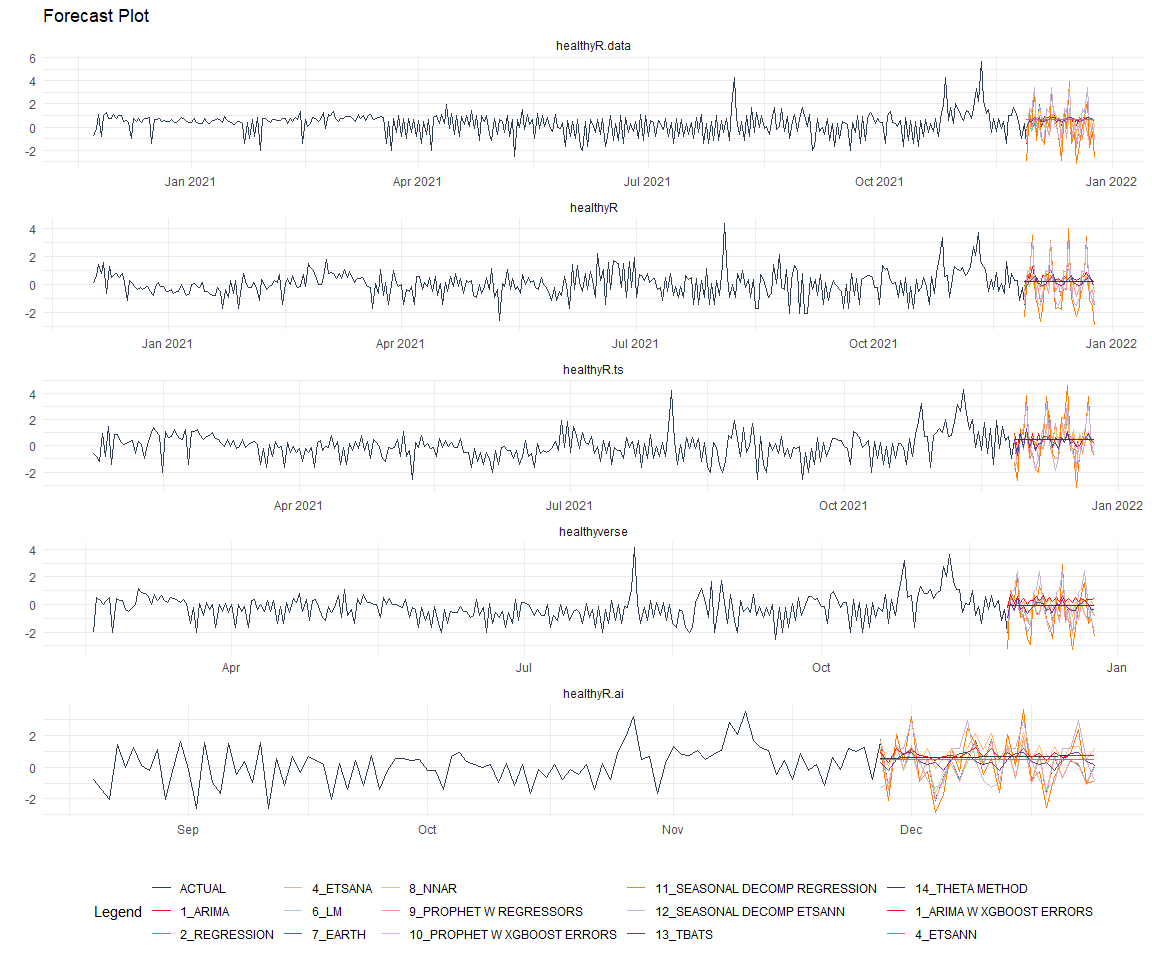 Forecast Plot
healthyR.data
6
4
2
0
-2
Jan 2021 Apr 2021 Jul 2021 Oct 2021 Jan 2022
healthyR
4
2
0
-2
Jan 2021 Apr 2021 Jul 2021 Oct 2021 Jan 2022
healthyR.ts
4
2
0
-2
Apr 2021 Jul 2021 Oct 2021 Jan 2022
healthyverse
4
2
0
-2
Apr Jul Oct Jan
healthyR.ai
2
0
-2
Sep Oct Nov Dec
ACTUAL 4_ETSANA 8_NNAR 11_SEASONAL DECOMP REGRESSION 14_THETA METHOD
Legend 1_ARIMA 6_LM 9_PROPHET W REGRESSORS 12_SEASONAL DECOMP ETSANN 1_ARIMA W XGBOOST ERRORS
2_REGRESSION 7_EARTH 10_PROPHET W XGBOOST ERRORS 13_TBATS 4_ETSANN